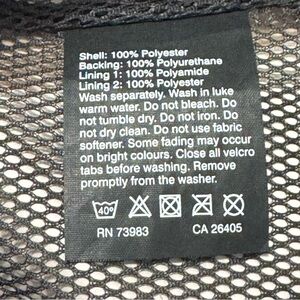 Shell: 100% Polyester
Backing: 100% Polyurethane
Lining 1: 100% Polyamide
Lining 2: 100% Polyester
Wash separately. Wash in luke
warm water. Do not bleach. Do
not tumble dry. Do not iron. Do
not dry clean. Do not use fabric
softener. Some fading may occur
on bright colours. Close all velcro
tabs before washing. Remove
promptly from the washer.
40°
RN 73983 CA 26405